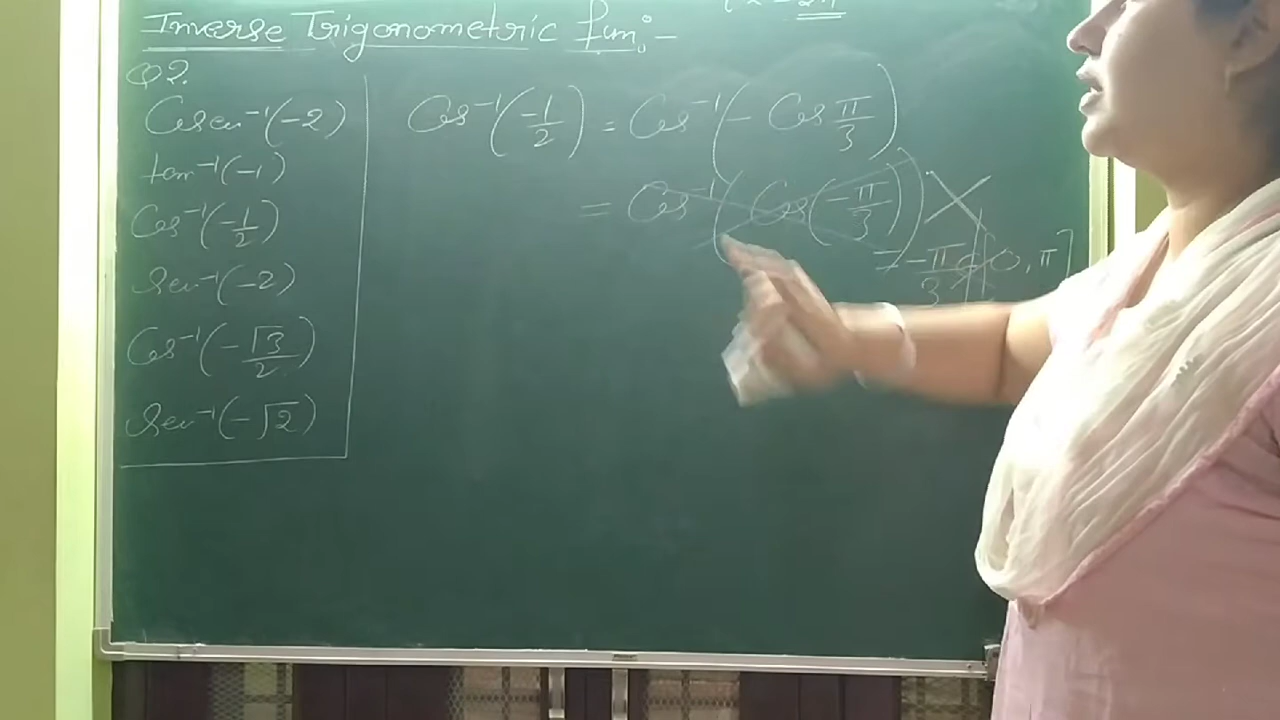 Inverse Trigonometric fun:-
Q2.
Cosec⁻¹(-2)
tan⁻¹(-1)
Cos⁻¹(-1/2)
Sec⁻¹(-2)
Cos⁻¹(-√3/2)
Sec⁻¹(-√2)
Cos⁻¹(-1/2) = Cos⁻¹(- Cos π/3)
= Cos⁻¹(Cos(-π/3)) ×
= -π/3 ∉ [0, π]